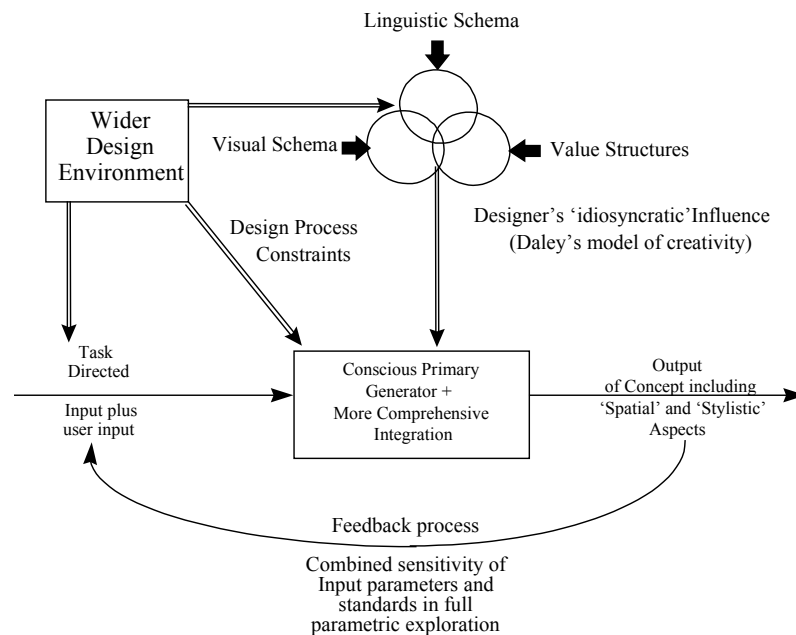 Linguistic Schema
Wider
Design
Environment
Visual Schema
Value Structures
Design Process
Constraints
Designer’s ‘idiosyncratic’Influence
(Daley’s model of creativity)
Task
Directed
Input plus
user input
Conscious Primary
Generator +
More Comprehensive
Integration
Output
of Concept including
‘Spatial’ and ‘Stylistic’
Aspects
Feedback process
Combined sensitivity of
Input parameters and
standards in full
parametric exploration